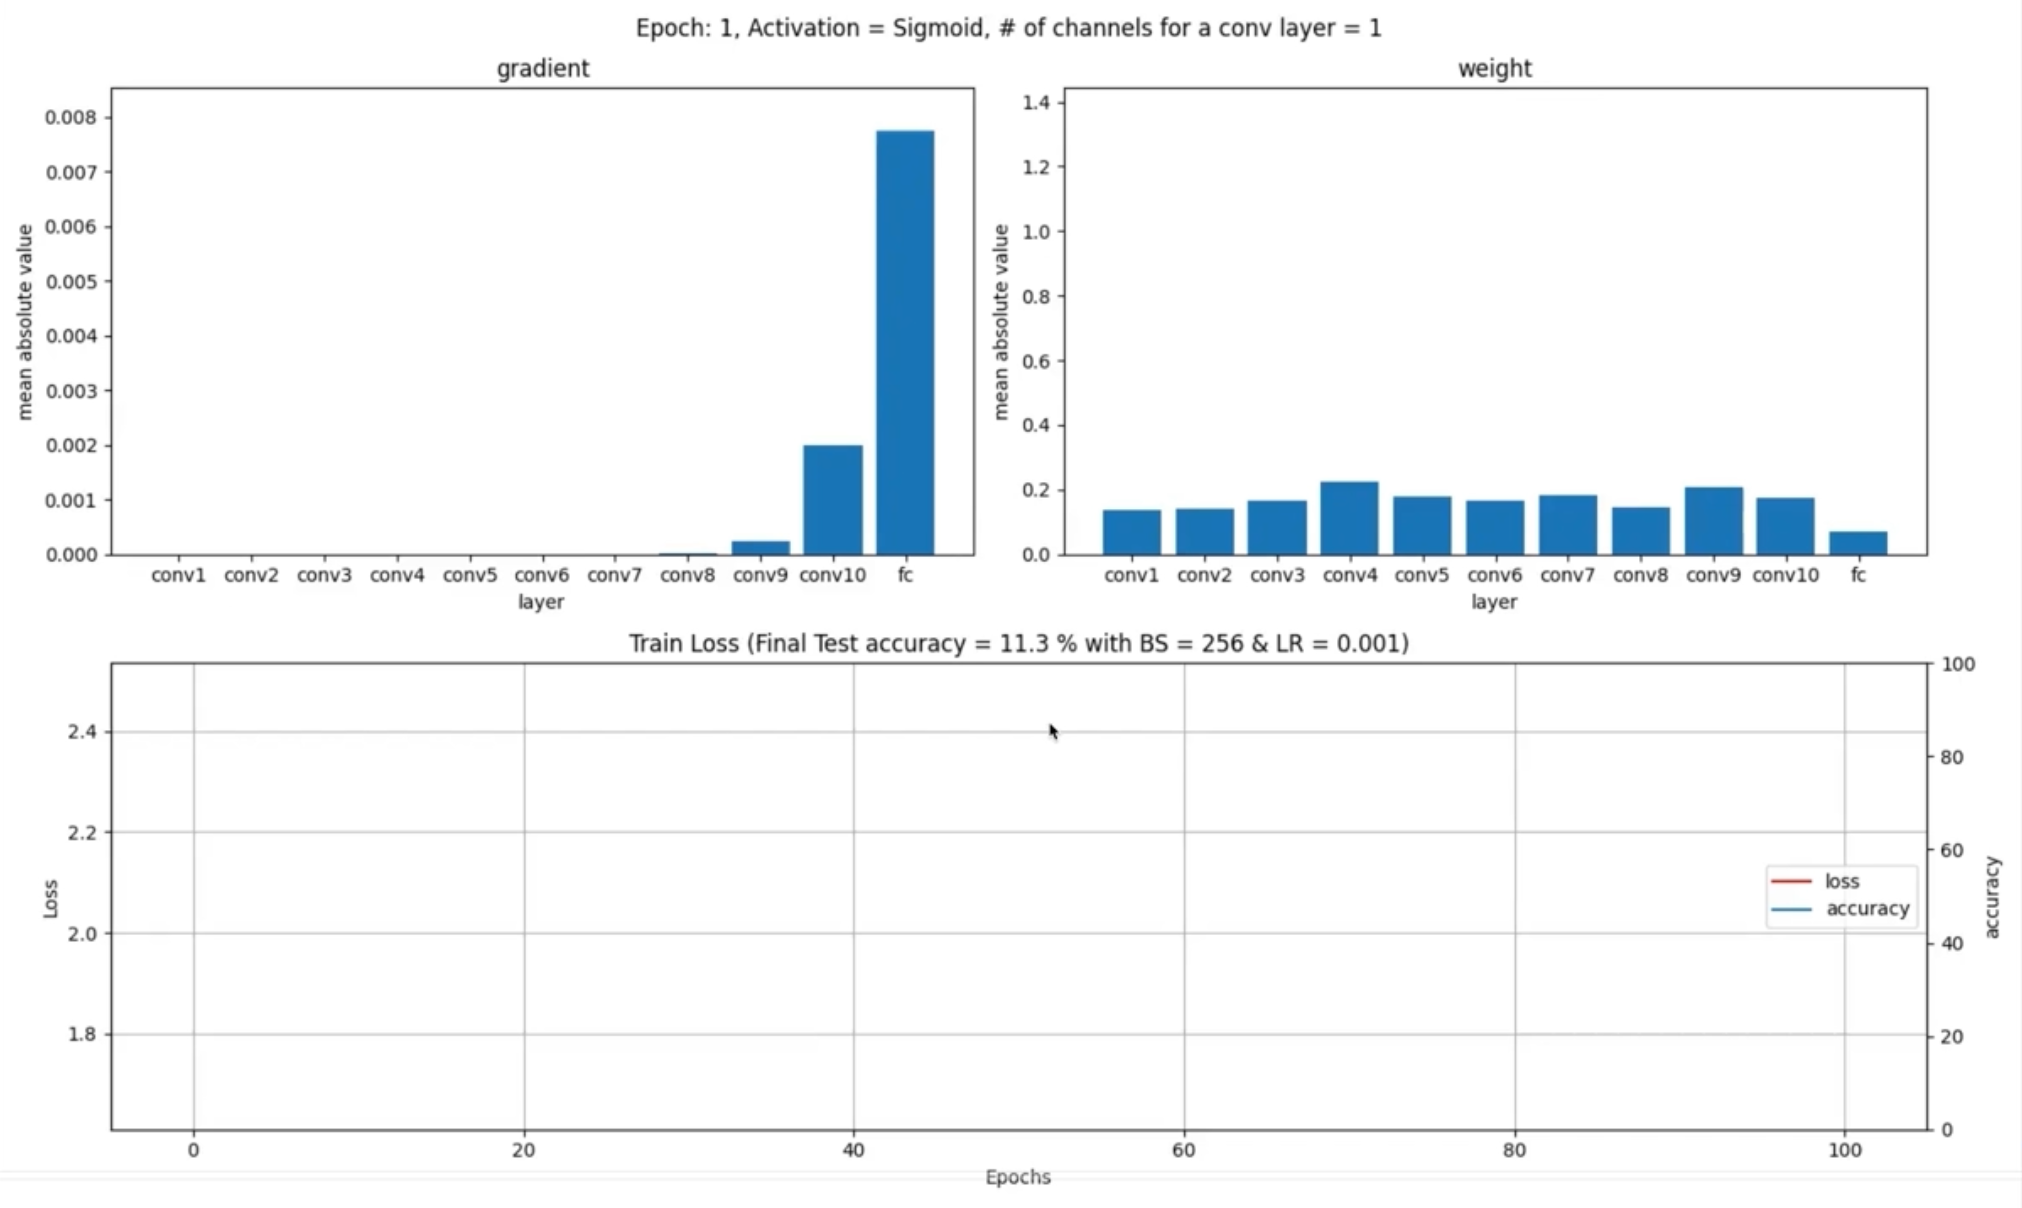 Epoch: 1, Activation = Sigmoid, # of channels for a conv layer = 1
gradient
mean absolute value
0.008
0.007
0.006
0.005
0.004
0.003
0.002
0.001
0.000
conv1 conv2 conv3 conv4 conv5 conv6 conv7 conv8 conv9 conv10 fc
layer
weight
mean absolute value
1.4
1.2
1.0
0.8
0.6
0.4
0.2
0.0
conv1 conv2 conv3 conv4 conv5 conv6 conv7 conv8 conv9 conv10 fc
layer
Train Loss (Final Test accuracy = 11.3 % with BS = 256 & LR = 0.001)
Loss
2.4
2.2
2.0
1.8
0 20 40 60 80 100
Epochs
loss
accuracy
100
80
60
40
20
0
accuracy